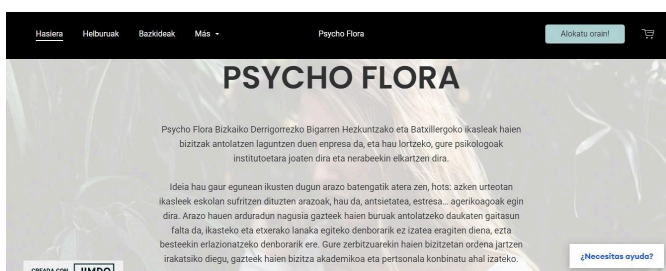 Hasiera Helburuak Bazkideak Más Psycho Flora Alokatu orain!
PSYCHO FLORA
Psycho Flora Bizkaiko Derrigorrezko Bigarren Hezkuntzako eta Batxillergoko ikasleak haien
bizitzak antolatzen laguntzen duen enpresa da, eta hau lortzeko, gure psikologoak
institutoetara joaten dira eta nerabeekin elkartzen dira.
Ideia hau gaur egunean ikusten dugun arazo batengatik atera zen, hots: azken urteotan
ikasleek eskolan sufritzen dituzten arazoak, hau da, antsietatea, estresa... agerikoagoak egin
dira. Arazo hauen arduradun nagusia gazteek haien buruak antolatzeko daukaten gaitasun
falta da, ikasteko eta etxerako lanaka egiteko denborarik ez izatea eragiten diena, ezta
besteekin erlazionatzeko denborarik ere. Gure zerbitzuarekin haien bizitzetan ordena jartzen
irakatsiko diegu, gazteek haien bizitza akademikoa eta pertsonala konbinatu ahal izateko.
¿Necesitas ayuda?
CREADA CON JIMDO